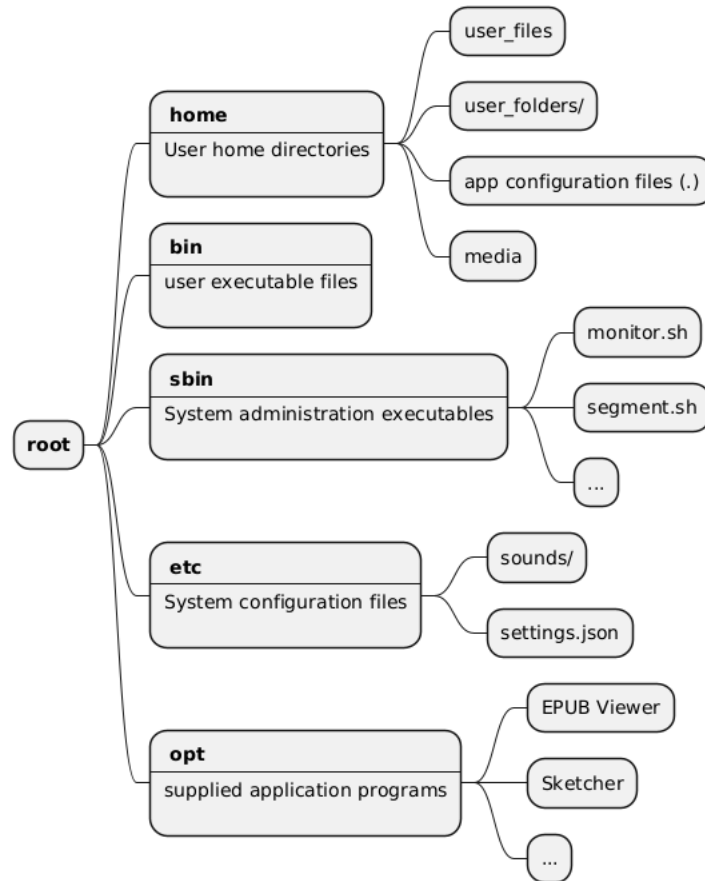 user_files
home
User home directories
user_folders/
app configuration files (.)
media
bin
user executable files
sbin
System administration executables
monitor.sh
segment.sh
...
root
etc
System configuration files
sounds/
settings.json
opt
supplied application programs
EPUB Viewer
Sketcher
...